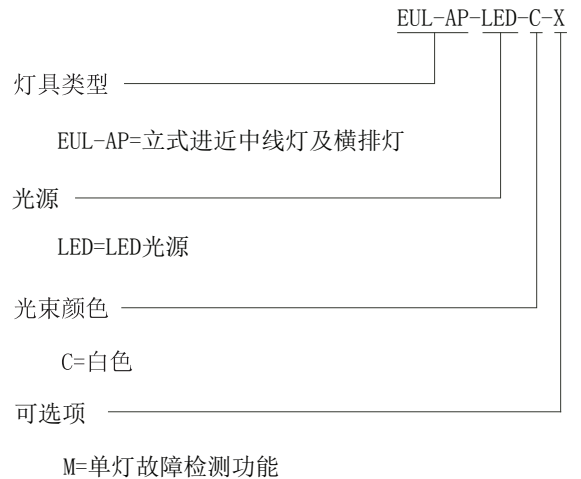 EUL-AP-LED-C-X
灯具类型
EUL-AP=立式进近中线灯及横排灯
光源
LED=LED光源
光束颜色
C=白色
可选项
M=单灯故障检测功能